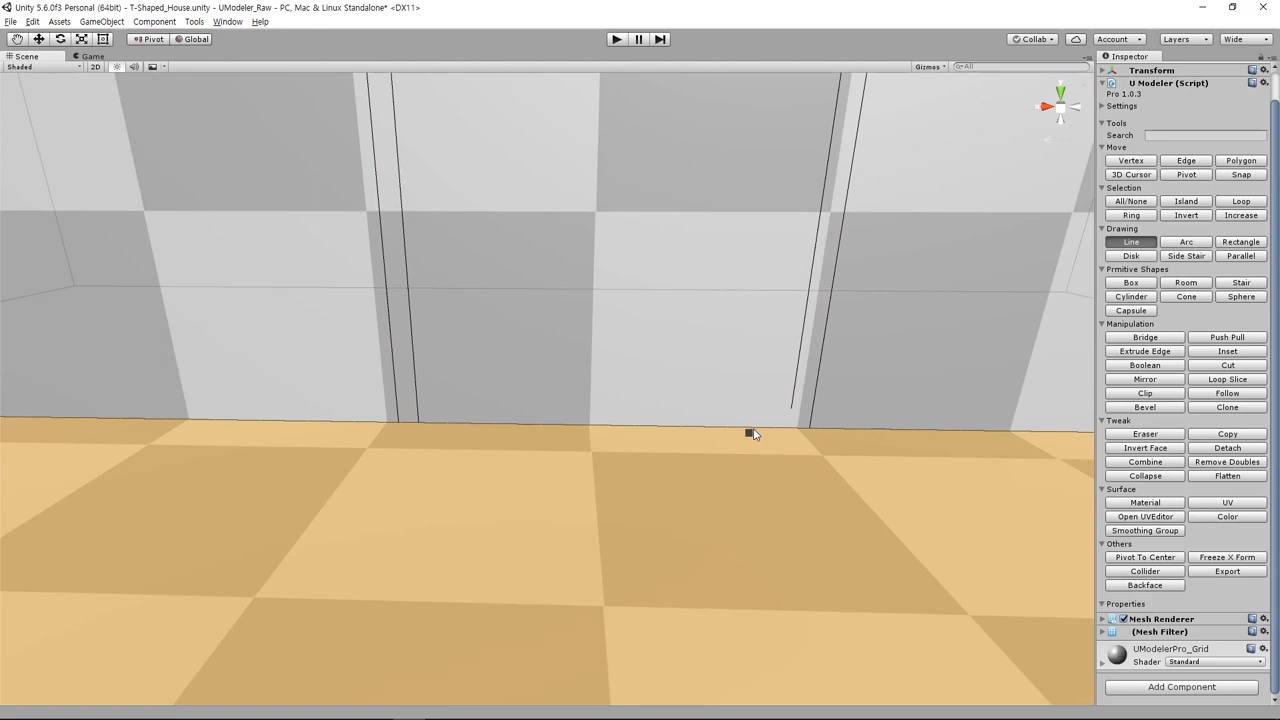 Unity 5.6.0f3 Personal (64bit) - T-Shaped_House.unity - UModeler_Raw - PC, Mac & Linux Standalone* <DX11>
File Edit Assets GameObject Component Tools Window Help
Pivot Global Collab Account Layers Wide
Scene Game Inspector
Shaded 2D Gizmos All
Transform
U Modeler (Script)
Pro 1.0.3
Settings
Tools
Search
Move
Vertex Edge Polygon
3D Cursor Pivot Snap
Selection
All/None Island Loop
Ring Invert Increase
Drawing
Line Arc Rectangle
Disk Side Stair Parallel
Prmitive Shapes
Box Room Stair
Cylinder Cone Sphere
Capsule
Manipulation
Bridge Push Pull
Extrude Edge Inset
Boolean Cut
Mirror Loop Slice
Clip Follow
Bevel Clone
Tweak
Eraser Copy
Invert Face Detach
Combine Remove Doubles
Collapse Flatten
Surface
Material UV
Open UVEditor Color
Smoothing Group
Others
Pivot To Center Freeze X Form
Collider Export
Backface
Properties
Mesh Renderer
(Mesh Filter)
UModelerPro_Grid
Shader Standard
Add Component